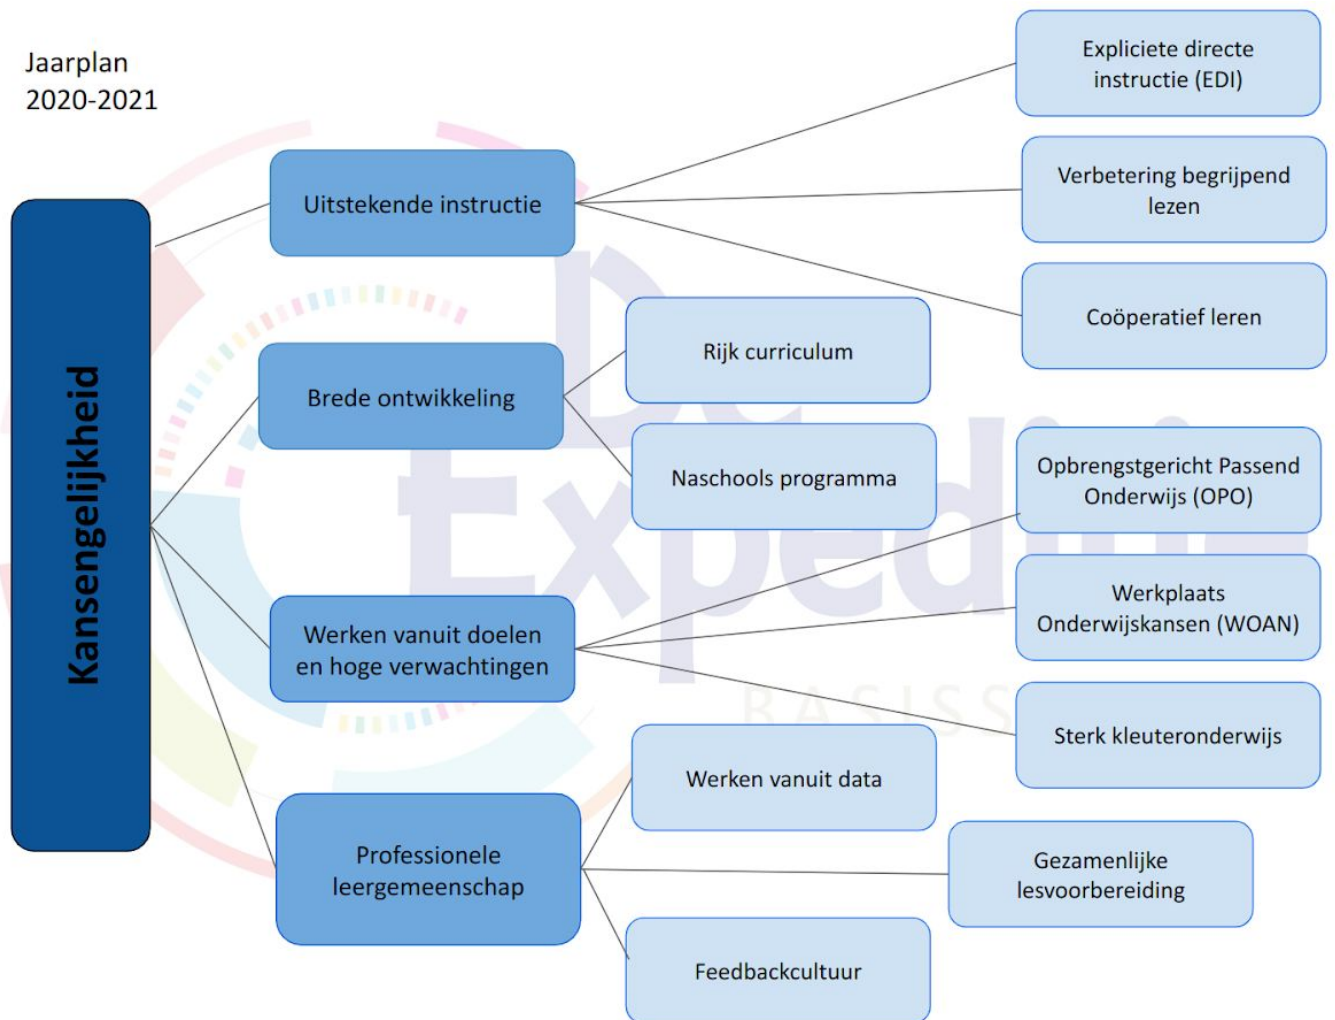 Jaarplan
2020-2021
Kansengelijkheid
Uitstekende instructie
Expliciete directe
instructie (EDI)
Verbetering begrijpend
lezen
Coöperatief leren
Brede ontwikkeling
Rijk curriculum
Naschools programma
Werken vanuit doelen
en hoge verwachtingen
Opbrengstgericht Passend
Onderwijs (OPO)
Werkplaats
Onderwijskansen (WOAN)
Sterk kleuteronderwijs
Professionele
leergemeenschap
Werken vanuit data
Gezamenlijke
lesvoorbereiding
Feedbackcultuur
De